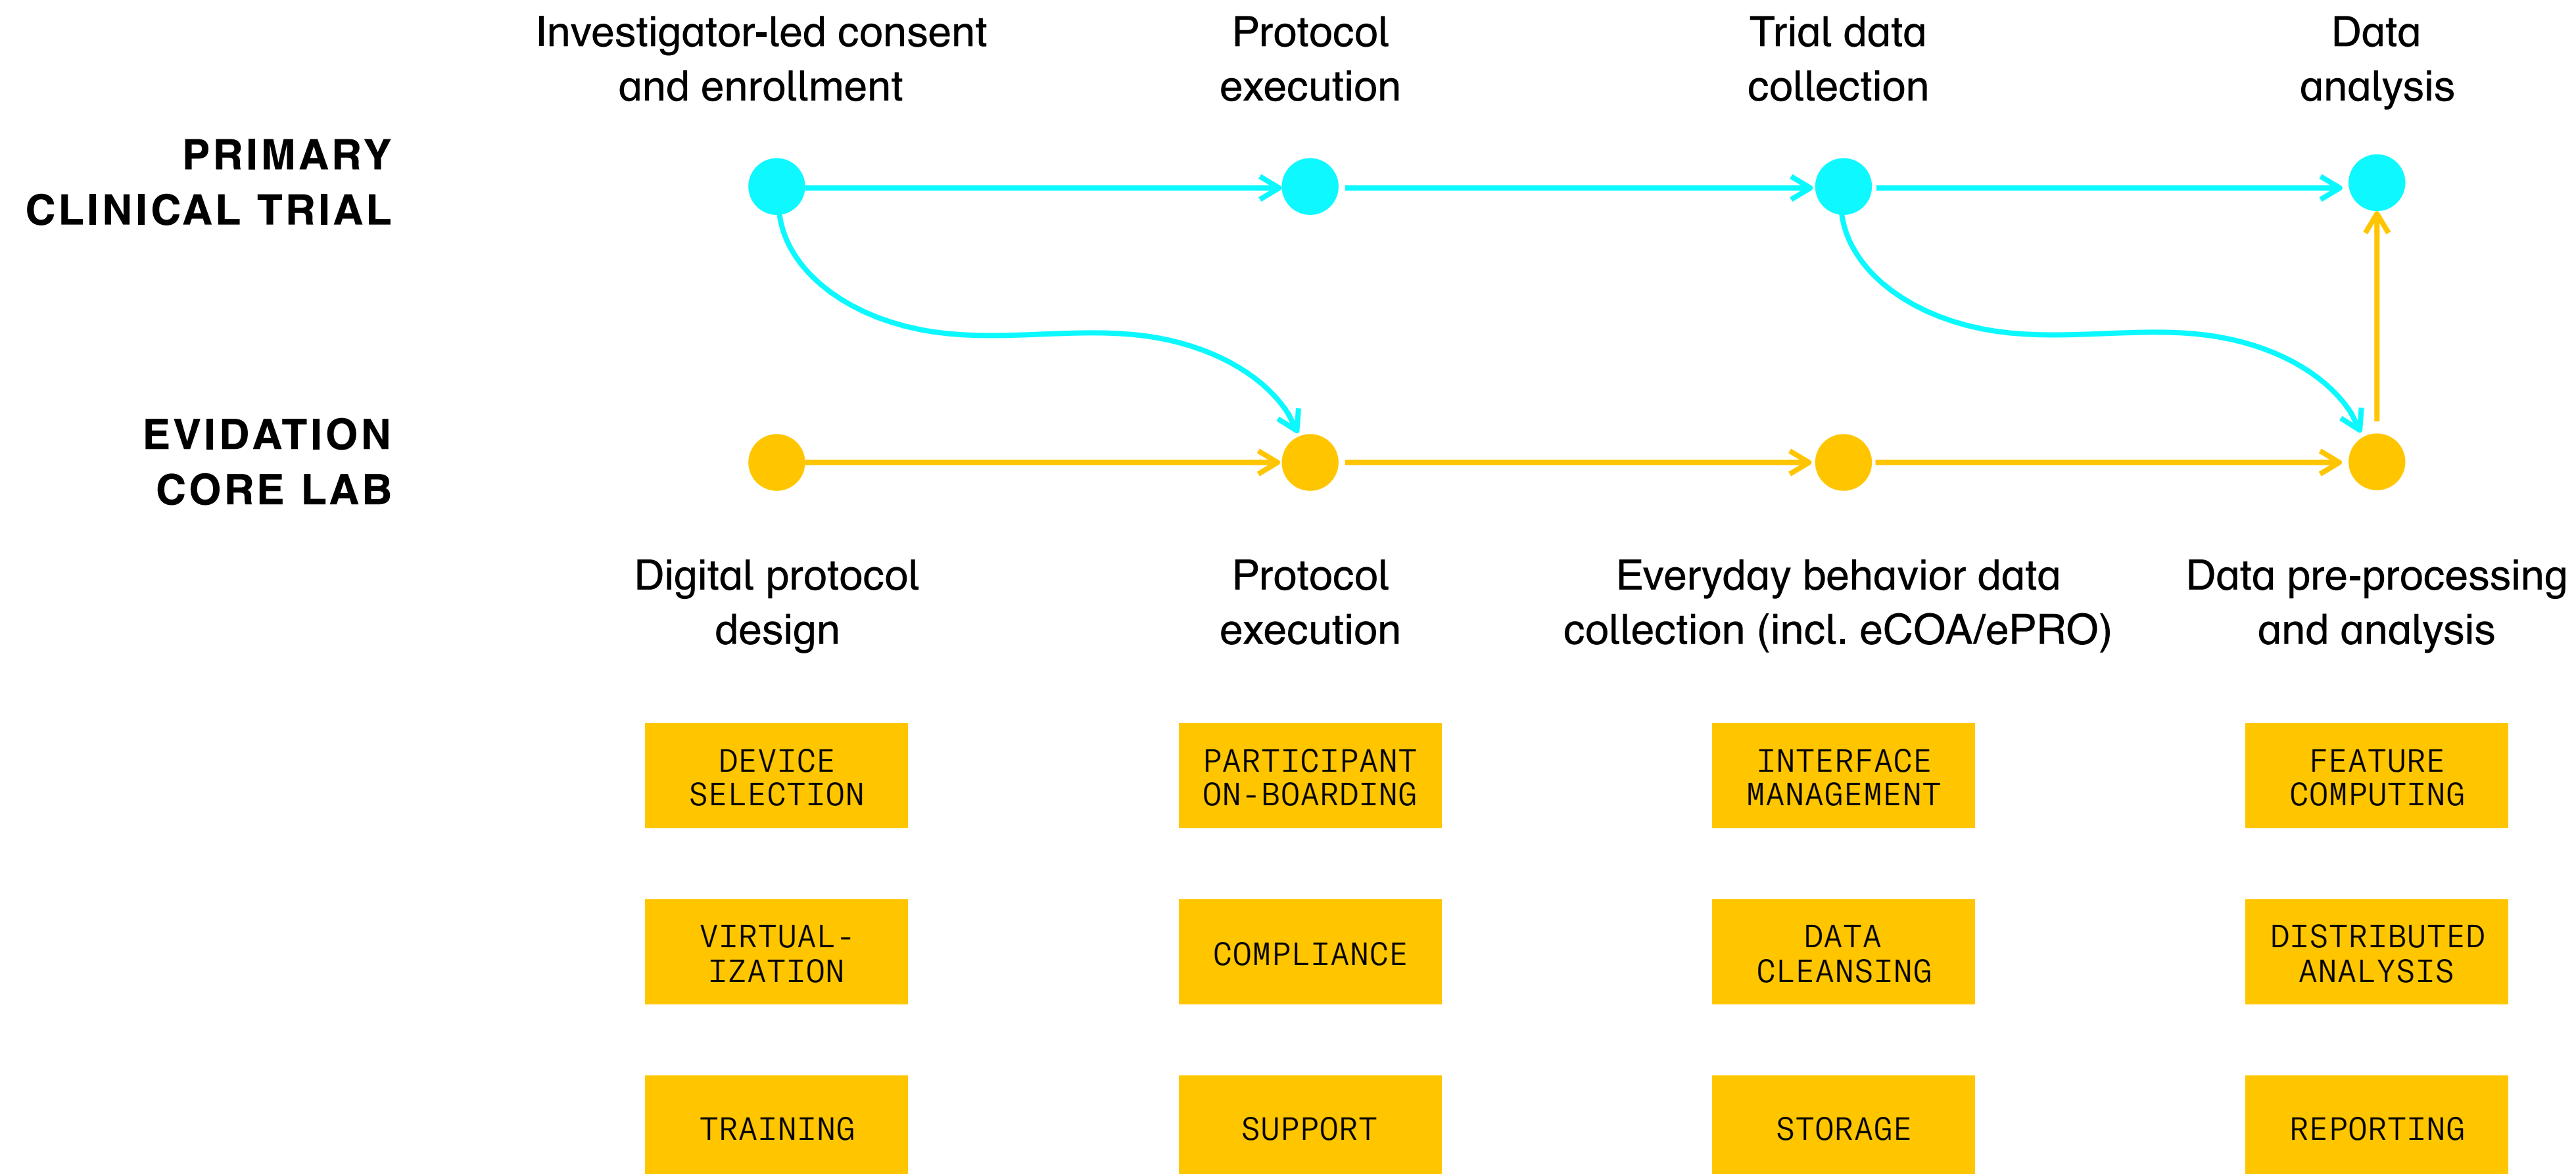 Investigator-led consent
and enrollment
Protocol
execution
Trial data
collection
Data
analysis
PRIMARY
CLINICAL TRIAL
EVIDATION
CORE LAB
Digital protocol
design
Protocol
execution
Everyday behavior data
collection (incl. eCOA/ePRO)
Data pre-processing
and analysis
DEVICE
SELECTION
PARTICIPANT
ON-BOARDING
INTERFACE
MANAGEMENT
FEATURE
COMPUTING
VIRTUAL-
IZATION
COMPLIANCE
DATA
CLEANSING
DISTRIBUTED
ANALYSIS
TRAINING
SUPPORT
STORAGE
REPORTING